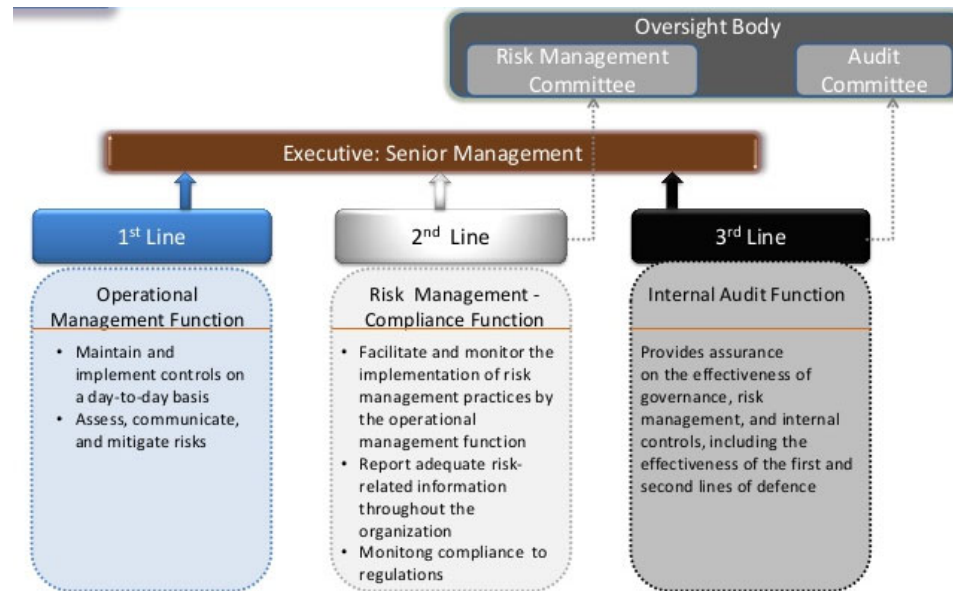 Oversight Body
Risk Management
Committee
Audit
Committee
Executive: Senior Management
1st Line
2nd Line
3rd Line
Operational
Management Function
• Maintain and
implement controls on
a day-to-day basis
• Assess, communicate,
and mitigate risks
Risk Management -
Compliance Function
• Facilitate and monitor the
implementation of risk
management practices by
the operational
management function
• Report adequate risk-
related information
throughout the
organization
• Monitong compliance to
regulations
Internal Audit Function
Provides assurance
on the effectiveness of
governance, risk
management, and internal
controls, including the
effectiveness of the first and
second lines of defence